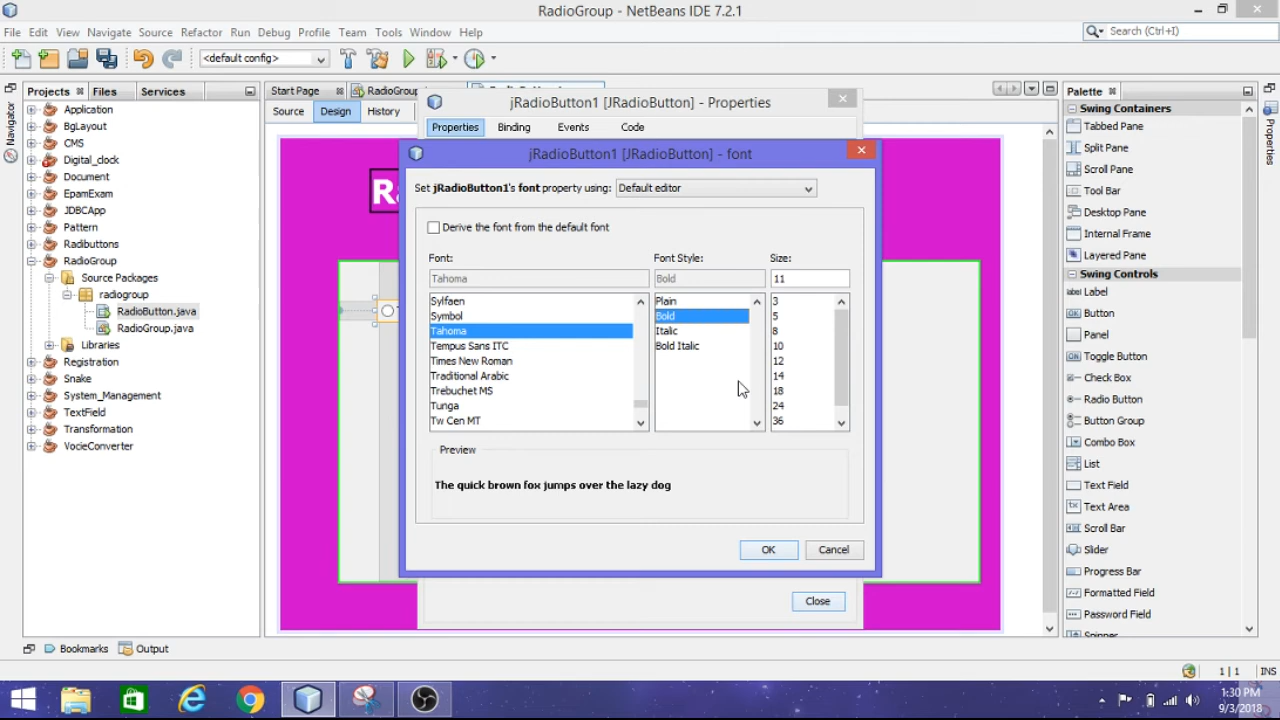 RadioGroup - NetBeans IDE 7.2.1
File Edit View Navigate Source Refactor Run Debug Profile Team Tools Window Help
Search (Ctrl+I)
<default config>
Projects Files Services
Start Page RadioGroup
Palette
Source Design History
Navigator
Properties
Application
BgLayout
CMS
Digital_clock
Document
EpamExam
JDBCApp
Pattern
Radibuttons
RadioGroup
Source Packages
radiogroup
RadioButton.java
RadioGroup.java
Libraries
Registration
Snake
System_Management
TextField
Transformation
VocieConverter
jRadioButton1 [JRadioButton] - Properties
Properties Binding Events Code
jRadioButton1 [JRadioButton] - font
Set jRadioButton1's font property using: Default editor
Derive the font from the default font
Font: Font Style: Size:
Tahoma Bold 11
Sylfaen Plain 3
Symbol Bold 5
Tahoma Italic 8
Tempus Sans ITC Bold Italic 10
Times New Roman 12
Traditional Arabic 14
Trebuchet MS 18
Tunga 24
Tw Cen MT 36
Preview
The quick brown fox jumps over the lazy dog
OK Cancel
Close
Swing Containers
Tabbed Pane
Split Pane
Scroll Pane
Tool Bar
Desktop Pane
Internal Frame
Layered Pane
Swing Controls
Label
Button
Panel
Toggle Button
Check Box
Radio Button
Button Group
Combo Box
List
Text Field
Text Area
Scroll Bar
Slider
Progress Bar
Formatted Field
Password Field
Spinner
Bookmarks Output
1 | 1 INS
1:30 PM
9/3/2018